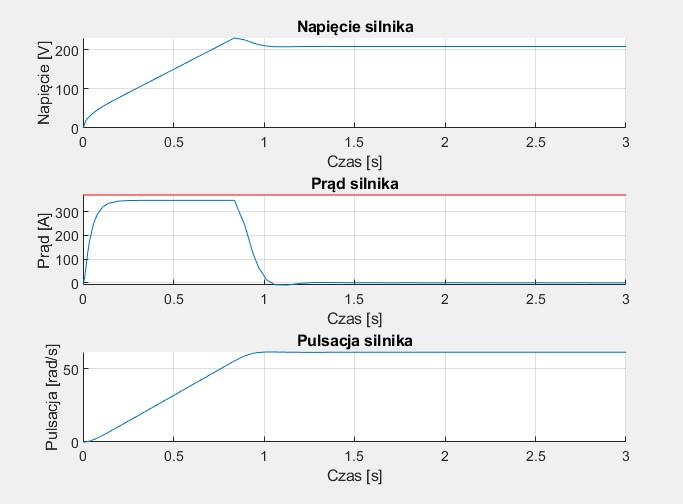 Napięcie silnika
Napięcie [V]
200
100
0
0 0.5 1 1.5 2 2.5 3
Czas [s]
Prąd silnika
Prąd [A]
300
200
100
0
0 0.5 1 1.5 2 2.5 3
Czas [s]
Pulsacja silnika
Pulsacja [rad/s]
50
0
0 0.5 1 1.5 2 2.5 3
Czas [s]